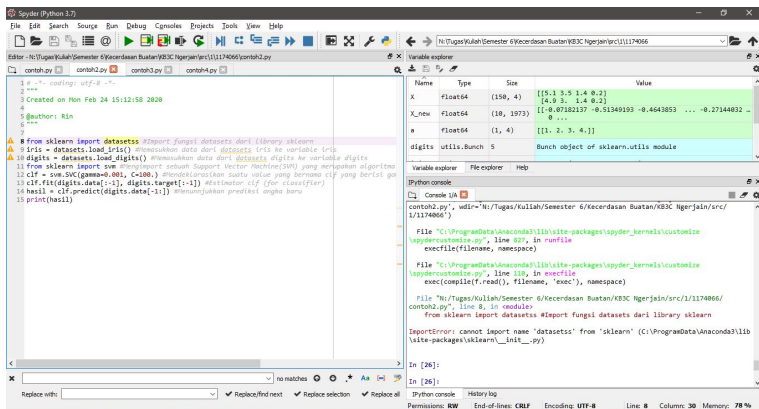 Spyder (Python 3.7)
File Edit Search Source Run Debug Consoles Projects Tools View Help
N:\Tugas\Kuliah\Semester 6\Kecerdasan Buatan\KB3C Ngerjain\src\1\1174066
Editor - N:\Tugas\Kuliah\Semester 6\Kecerdasan Buatan\KB3C Ngerjain\src\1\1174066\contoh2.py
contoh.py contoh2.py contoh3.py contoh4.py
1 # -*- coding: utf-8 -*-
2 """
3 Created on Mon Feb 24 15:12:58 2020
4
5 @author: Rin
6 """
7
8 from sklearn import datasetss #Import fungsi datasets dari library sklearn
9 iris = datasets.load_iris() #Memasukkan data dari datasets iris ke variable iris
10 digits = datasets.load_digits() #Memasukkan data dari datasets digits ke variable digits
11 from sklearn import svm #Mengimport sebuah Support Vector Machine(SVM) yang merupakan algoritma
12 clf = svm.SVC(gamma=0.001, C=100.) #Mendeklarasikan suatu value yang bernama clf yang berisi gam
13 clf.fit(digits.data[:-1], digits.target[:-1]) #Estimator clf (for classifier)
14 hasil = clf.predict(digits.data[-1:]) #Menunjukkan prediksi angka baru
15 print(hasil)
no matches Aa
Replace with: Replace/find next Replace selection Replace all
Variable explorer
Name Type Size Value
X float64 (150, 4) [[5.1 3.5 1.4 0.2]
[4.9 3. 1.4 0.2]
X_new float64 (10, 1973) [[-0.07182137 -0.51349193 -0.4643853 ... -0.27144032 ...
0 ...
a float64 (1, 4) [[1. 2. 3. 4.]]
digits utils.Bunch 5 Bunch object of sklearn.utils module
Variable explorer File explorer Help
IPython console
Console 1/A
contoh2.py', wdir='N:/Tugas/Kuliah/Semester 6/Kecerdasan Buatan/KB3C Ngerjain/src/
1/1174066')
File "C:\ProgramData\Anaconda3\lib\site-packages\spyder_kernels\customize
\spydercustomize.py", line 827, in runfile
execfile(filename, namespace)
File "C:\ProgramData\Anaconda3\lib\site-packages\spyder_kernels\customize
\spydercustomize.py", line 110, in execfile
exec(compile(f.read(), filename, 'exec'), namespace)
File "N:/Tugas/Kuliah/Semester 6/Kecerdasan Buatan/KB3C Ngerjain/src/1/1174066/
contoh2.py", line 8, in <module>
from sklearn import datasetss #Import fungsi datasets dari library sklearn
ImportError: cannot import name 'datasetss' from 'sklearn' (C:\ProgramData\Anaconda3\lib
\site-packages\sklearn\__init__.py)
In [26]:
In [26]:
IPython console History log
Permissions: RW End-of-lines: CRLF Encoding: UTF-8 Line: 8 Column: 30 Memory: 78 %